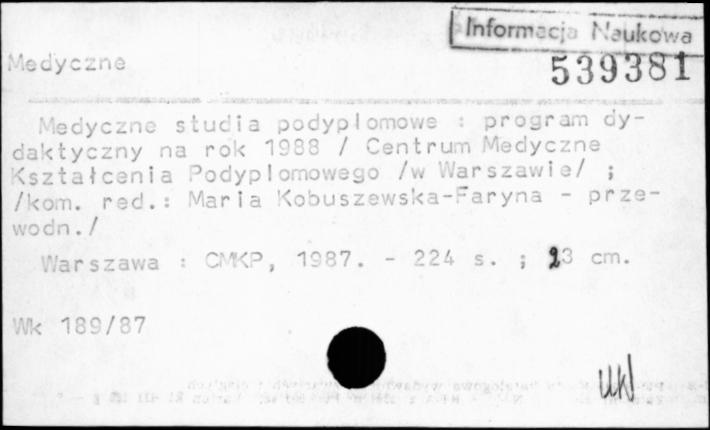 Informacja Naukowa
539381
Medyczne
Medyczne studia podyplomowe : program dy-
daktyczny na rok 1988 / Centrum Medyczne
Kształcenia Podyplomowego /w Warszawie/ ;
/kom. red.: Maria Kobuszewska-Faryna - prze-
wodn./
Warszawa : CMKP, 1987. - 224 s. ; 23 cm.
Wk 189/87